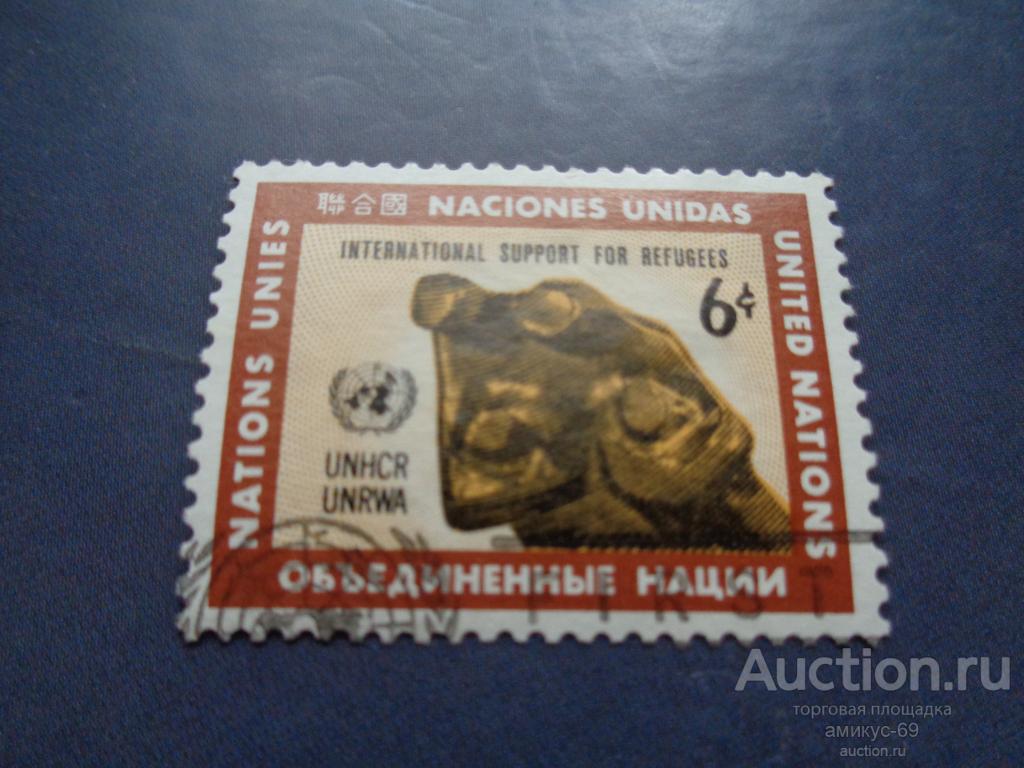 聯合國 NACIONES UNIDAS
INTERNATIONAL SUPPORT FOR REFUGEES
6¢
NATIONS UNIES
UNITED NATIONS
UNHCR
UNRWA
ОБЪЕДИНЕННЫЕ НАЦИИ
FIRST
Auction.ru
торговая площадка
амикус-69
auction.ru